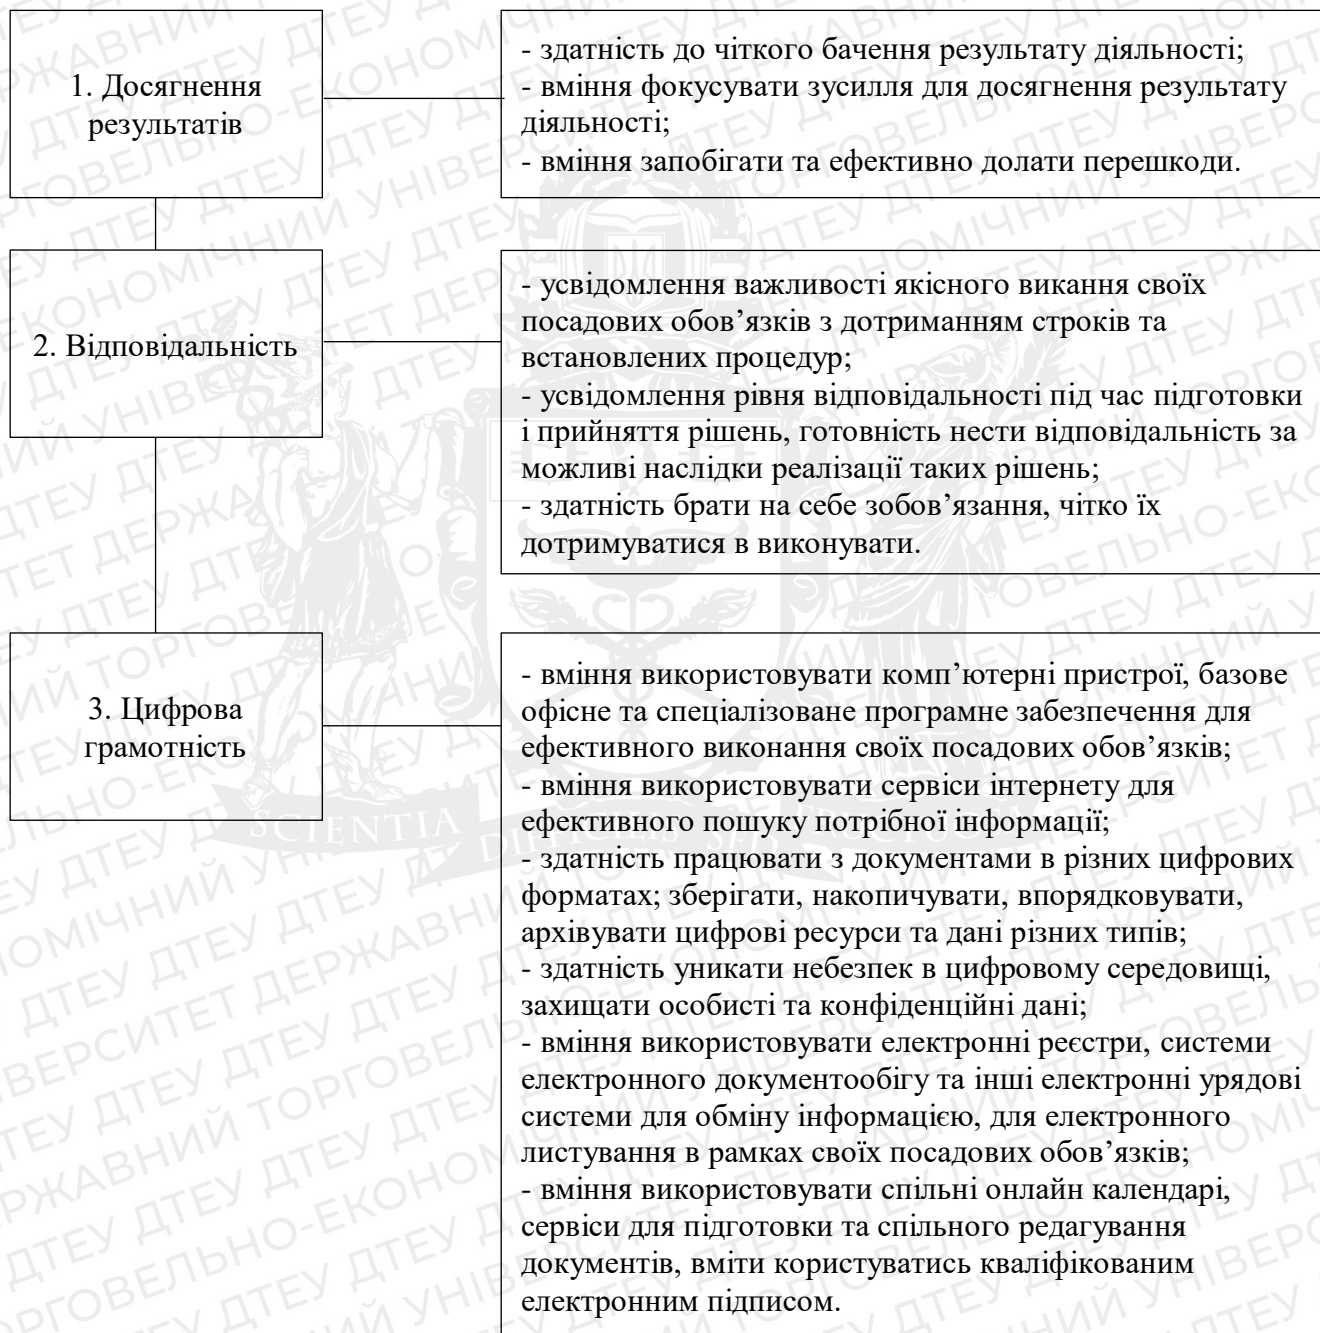 1. Досягнення
результатів
- здатність до чіткого бачення результату діяльності;
- вміння фокусувати зусилля для досягнення результату
діяльності;
- вміння запобігати та ефективно долати перешкоди.
2. Відповідальність
- усвідомлення важливості якісного викання своїх
посадових обов’язків з дотриманням строків та
встановлених процедур;
- усвідомлення рівня відповідальності під час підготовки
і прийняття рішень, готовність нести відповідальність за
можливі наслідки реалізації таких рішень;
- здатність брати на себе зобов’язання, чітко їх
дотримуватися в виконувати.
3. Цифрова
грамотність
- вміння використовувати комп’ютерні пристрої, базове
офісне та спеціалізоване програмне забезпечення для
ефективного виконання своїх посадових обов’язків;
- вміння використовувати сервіси інтернету для
ефективного пошуку потрібної інформації;
- здатність працювати з документами в різних цифрових
форматах; зберігати, накопичувати, впорядковувати,
архівувати цифрові ресурси та дані різних типів;
- здатність уникати небезпек в цифровому середовищі,
захищати особисті та конфіденційні дані;
- вміння використовувати електронні реєстри, системи
електронного документообігу та інші електронні урядові
системи для обміну інформацією, для електронного
листування в рамках своїх посадових обов’язків;
- вміння використовувати спільні онлайн календарі,
сервіси для підготовки та спільного редагування
документів, вміти користуватись кваліфікованим
електронним підписом.